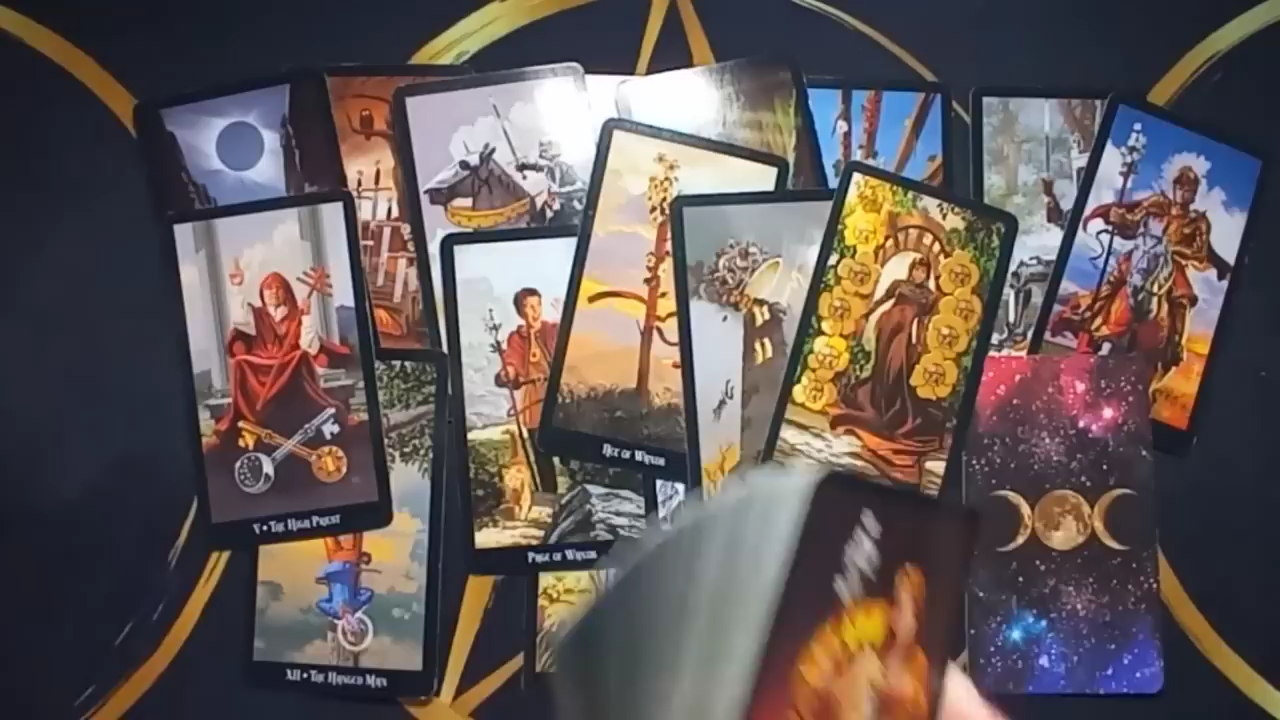 Ace of Wands
V • The High Priest
Page of Wands
XII • The Hanged Man